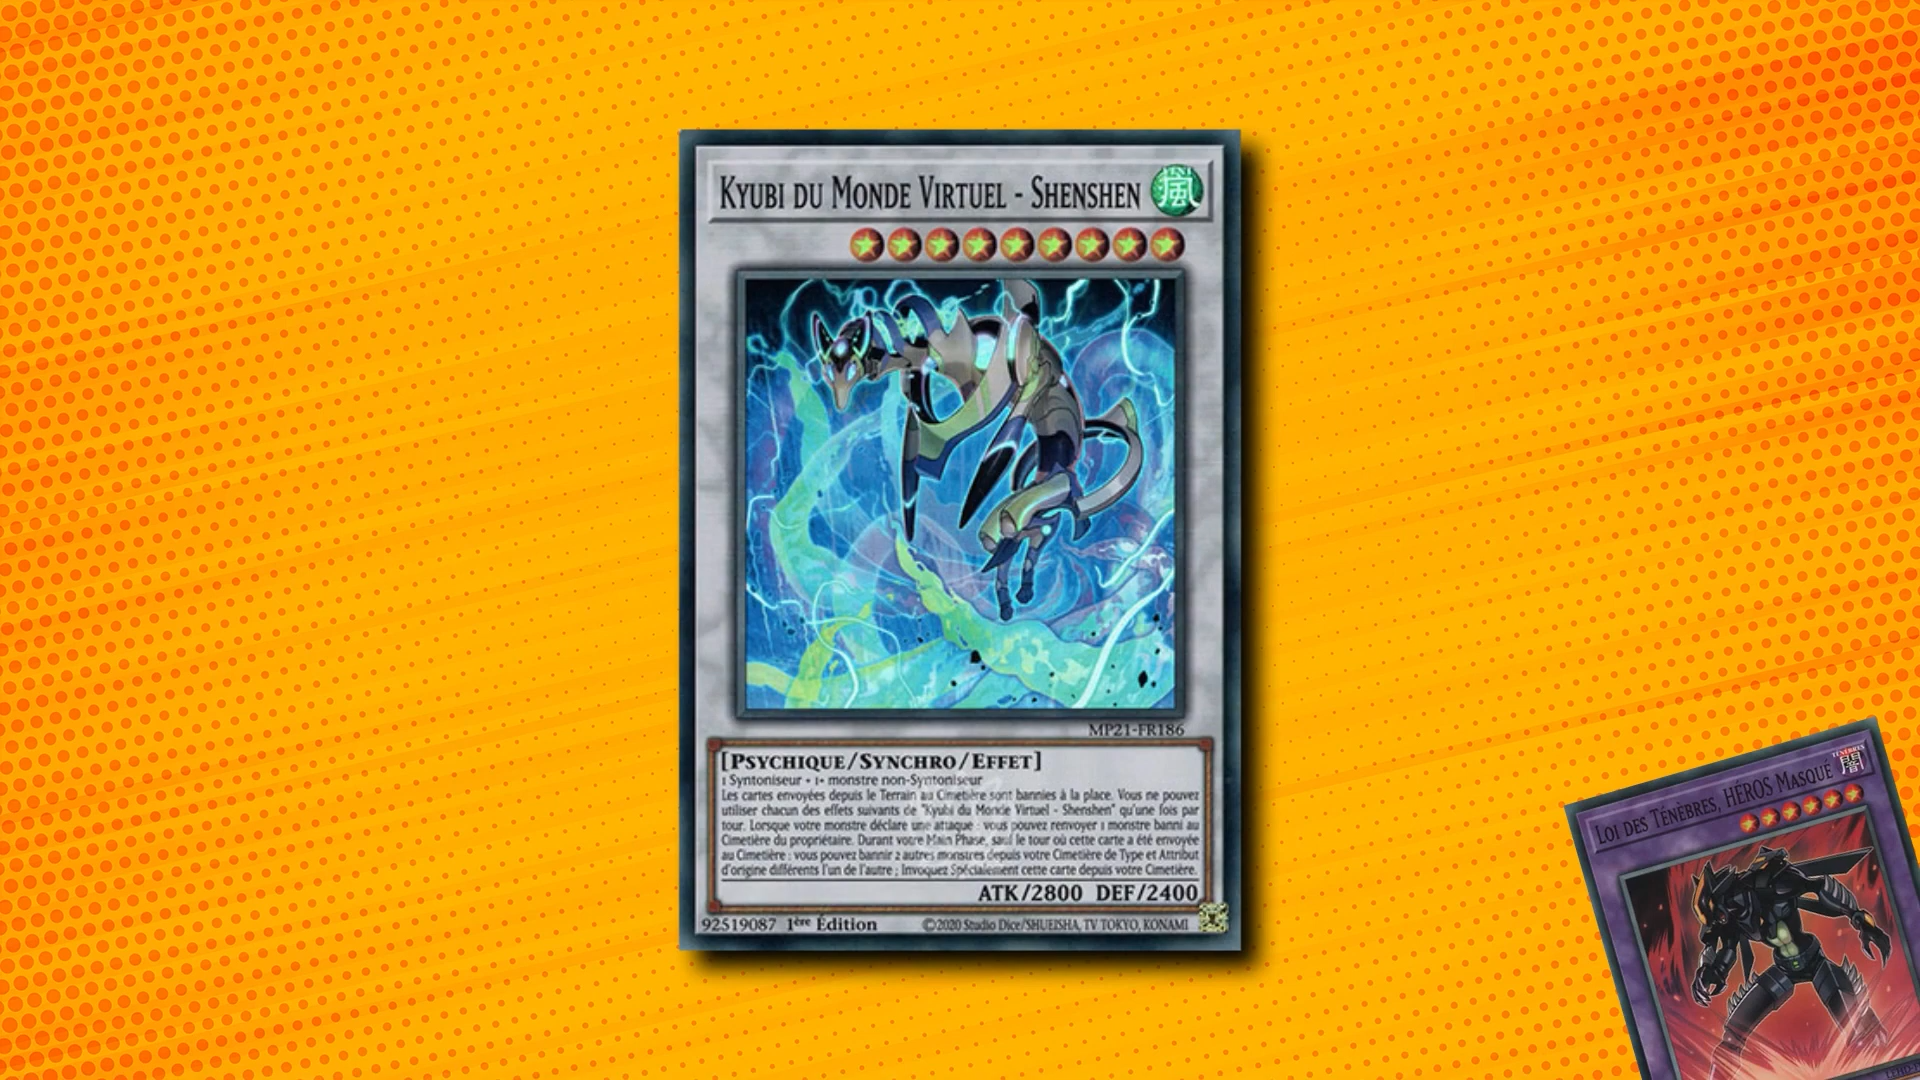 KYUBI DU MONDE VIRTUEL - SHENSHEN
風
MP21-FR186
[PSYCHIQUE/SYNCHRO/EFFET]
1 Syntoniseur + 1+ monstre non-Syntoniseur
Les cartes envoyées depuis le Terrain au Cimetière sont bannies à la place. Vous ne pouvez
utiliser chacun des effets suivants de "Kyubi du Monde Virtuel - Shenshen" qu'une fois par
tour. Lorsque votre monstre déclare une attaque : vous pouvez renvoyer 1 monstre banni au
Cimetière du propriétaire. Durant votre Main Phase, sauf le tour où cette carte a été envoyée
au Cimetière : vous pouvez bannir 2 autres monstres depuis votre Cimetière de Type et Attribut
d'origine différents l'un de l'autre ; Invoquez Spécialement cette carte depuis votre Cimetière.
ATK/2800 DEF/2400
92519087 1ère Édition ©2020 Studio Dice/SHUEISHA, TV TOKYO, KONAMI
TÉNÈBRES
LOI DES TÉNÈBRES, HÉROS MASQUÉ
闇